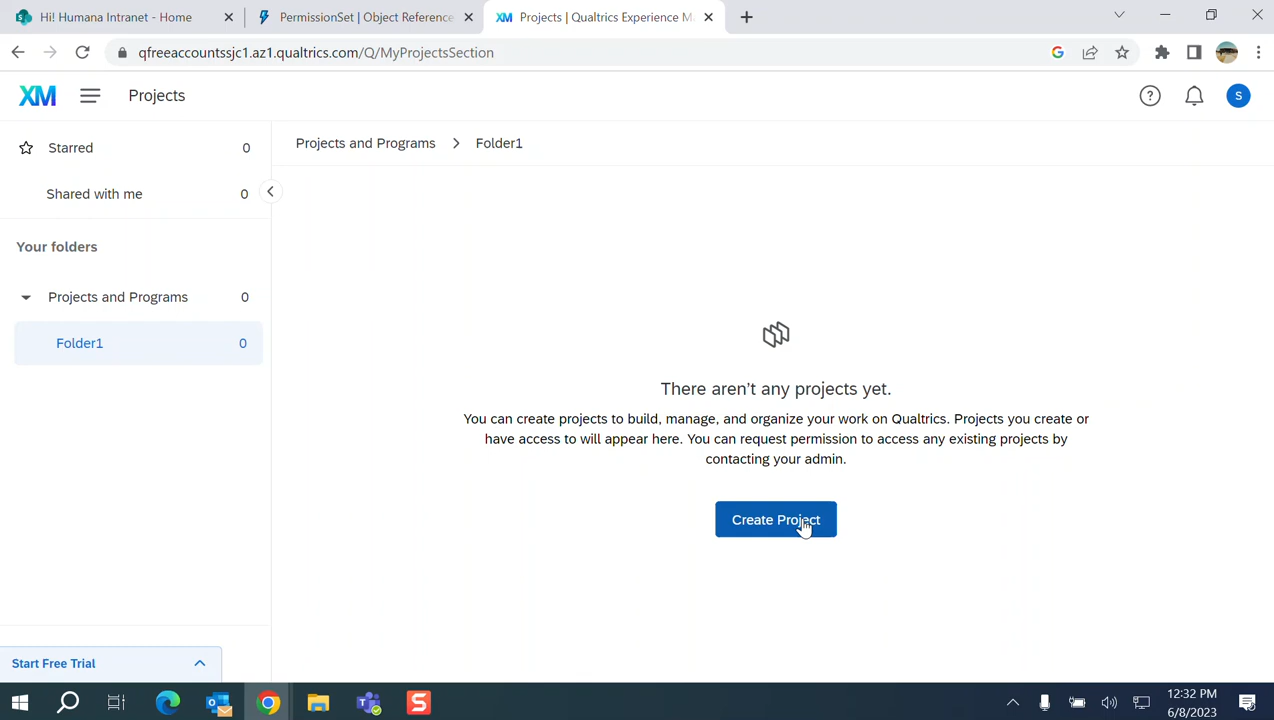 Hi! Humana Intranet - Home
PermissionSet | Object Reference
XM Projects | Qualtrics Experience M
qfreeaccountssjc1.az1.qualtrics.com/Q/MyProjectsSection
XM
Projects
S
Starred 0
Shared with me 0
Your folders
Projects and Programs 0
Folder1 0
Projects and Programs > Folder1
There aren't any projects yet.
You can create projects to build, manage, and organize your work on Qualtrics. Projects you create or
have access to will appear here. You can request permission to access any existing projects by
contacting your admin.
Create Project
Start Free Trial
12:32 PM
6/8/2023